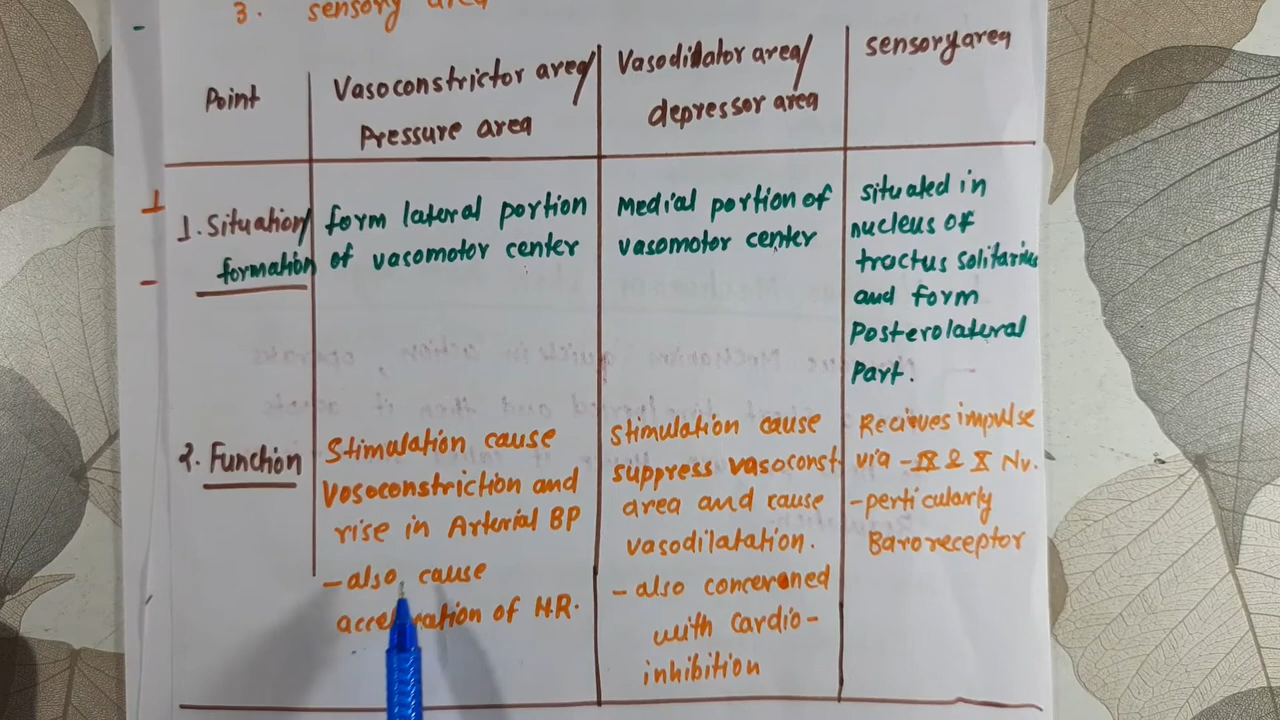 3. sensory area
Point
Vasoconstrictor area/
Pressure area
Vasodilator area/
depressor area
sensory area
1. Situation/
formation
form lateral portion
of vasomotor center
Medial portion of
vasomotor center
situated in
nucleus of
tractus solitarius
and form
Posterolateral
Part.
2. Function
Stimulation cause
Vosoconstriction and
rise in Arterial BP
- also cause
acceleration of H.R.
stimulation cause
suppress vasoconst
area and cause
vasodilatation.
- also concerened
with Cardio-
inhibition
Recieves impulse
via - IX & X Nv.
- perticularly
Baroreceptor